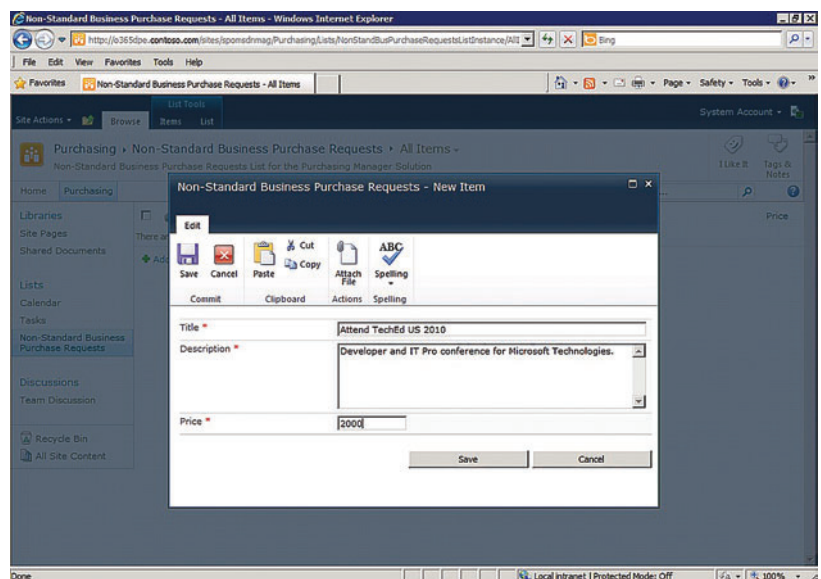 Non-Standard Business Purchase Requests - All Items - Windows Internet Explorer
http://o365dpe.contoso.com/sites/spomsdnmag/Purchasing/Lists/NonStandBusPurchaseRequestsListInstance/All Bing
File Edit View Favorites Tools Help
Favorites Non-Standard Business Purchase Requests - All Items Page Safety Tools
List Tools
Site Actions Browse Items List System Account
Purchasing Non-Standard Business Purchase Requests All Items
Non-Standard Business Purchase Requests List for the Purchasing Manager Solution
I Like It Tags & Notes
Home Purchasing
Libraries
Site Pages
Shared Documents
Lists
Calendar
Tasks
Non-Standard Business
Purchase Requests
Discussions
Team Discussion
Recycle Bin
All Site Content
There ar
Add
Price
Non-Standard Business Purchase Requests - New Item
Edit
Save Cancel Paste Cut Copy Attach File ABC Spelling
Commit Clipboard Actions Spelling
Title * Attend TechEd US 2010
Description * Developer and IT Pro conference for Microsoft Technologies.
Price * 2000
Save Cancel
Done Local intranet | Protected Mode: Off 100%